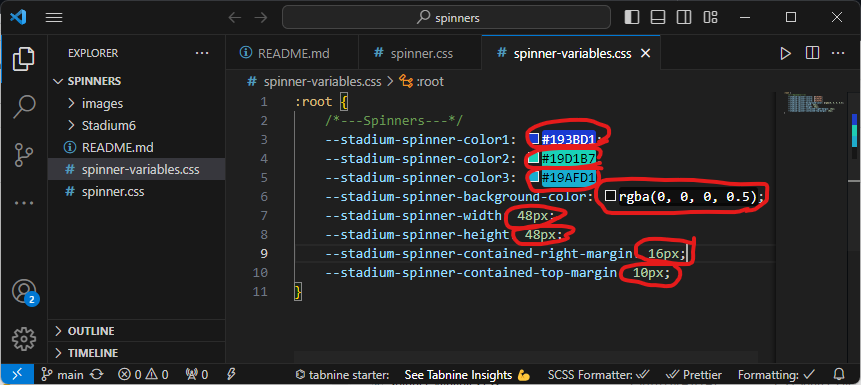 spinners
EXPLORER
···
README.md
spinner.css
spinner-variables.css
SPINNERS
images
Stadium6
README.md
spinner-variables.css
spinner.css
OUTLINE
TIMELINE
2
spinner-variables.css > :root
1 :root {
2 /*---Spinners---*/
3 --stadium-spinner-color1: #193BD1;
4 --stadium-spinner-color2: #19D1B7;
5 --stadium-spinner-color3: #19AFD1;
6 --stadium-spinner-background-color: rgba(0, 0, 0, 0.5);
7 --stadium-spinner-width: 48px;
8 --stadium-spinner-height: 48px;
9 --stadium-spinner-contained-right-margin: 16px;
10 --stadium-spinner-contained-top-margin: 10px;
11 }
main
0
0
0
tabnine starter:
See Tabnine Insights
SCSS Formatter:
Prettier
Formatting: